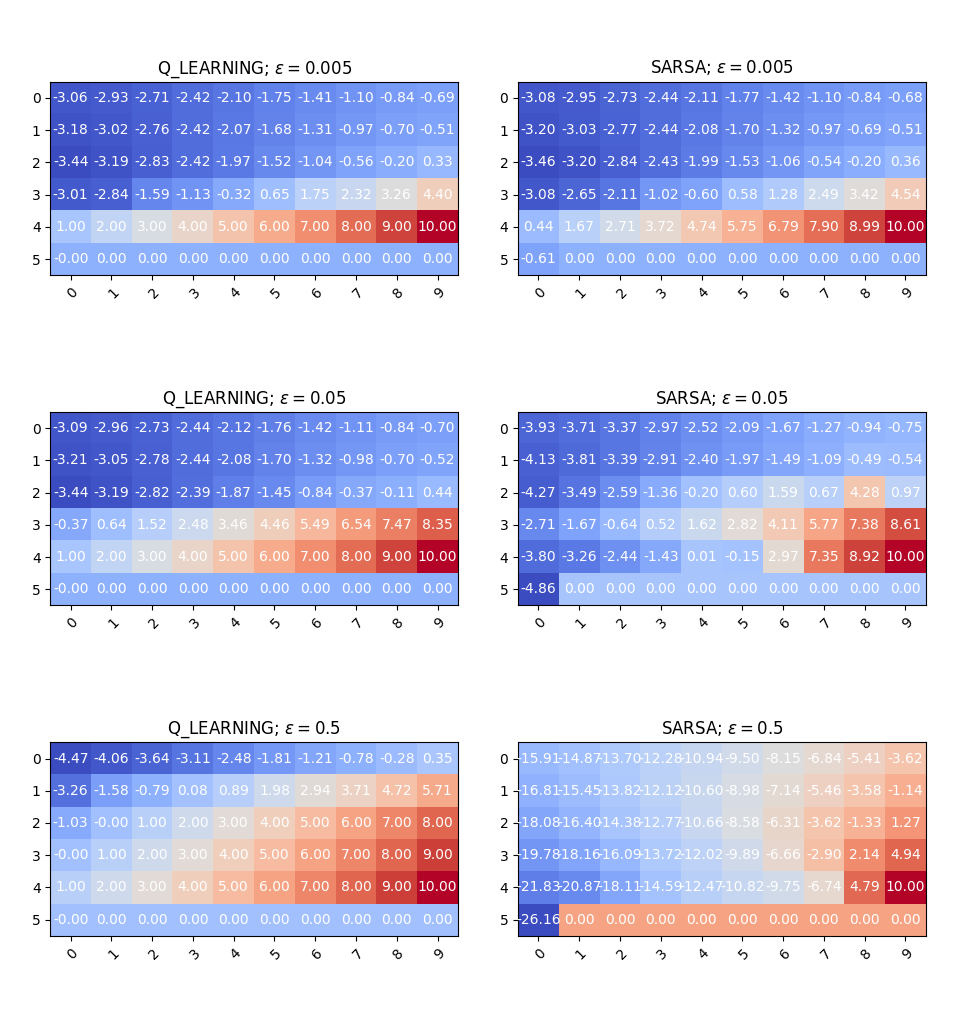 Q_LEARNING; ε = 0.005
0 -3.06 -2.93 -2.71 -2.42 -2.10 -1.75 -1.41 -1.10 -0.84 -0.69
1 -3.18 -3.02 -2.76 -2.42 -2.07 -1.68 -1.31 -0.97 -0.70 -0.51
2 -3.44 -3.19 -2.83 -2.42 -1.97 -1.52 -1.04 -0.56 -0.20 0.33
3 -3.01 -2.84 -1.59 -1.13 -0.32 0.65 1.75 2.32 3.26 4.40
4 1.00 2.00 3.00 4.00 5.00 6.00 7.00 8.00 9.00 10.00
5 -0.00 0.00 0.00 0.00 0.00 0.00 0.00 0.00 0.00 0.00
0 1 2 3 4 5 6 7 8 9
SARSA; ε = 0.005
0 -3.08 -2.95 -2.73 -2.44 -2.11 -1.77 -1.42 -1.10 -0.84 -0.68
1 -3.20 -3.03 -2.77 -2.44 -2.08 -1.70 -1.32 -0.97 -0.69 -0.51
2 -3.46 -3.20 -2.84 -2.43 -1.99 -1.53 -1.06 -0.54 -0.20 0.36
3 -3.08 -2.65 -2.11 -1.02 -0.60 0.58 1.28 2.49 3.42 4.54
4 0.44 1.67 2.71 3.72 4.74 5.75 6.79 7.90 8.99 10.00
5 -0.61 0.00 0.00 0.00 0.00 0.00 0.00 0.00 0.00 0.00
0 1 2 3 4 5 6 7 8 9
Q_LEARNING; ε = 0.05
0 -3.09 -2.96 -2.73 -2.44 -2.12 -1.76 -1.42 -1.11 -0.84 -0.70
1 -3.21 -3.05 -2.78 -2.44 -2.08 -1.70 -1.32 -0.98 -0.70 -0.52
2 -3.44 -3.19 -2.82 -2.39 -1.87 -1.45 -0.84 -0.37 -0.11 0.44
3 -0.37 0.64 1.52 2.48 3.46 4.46 5.49 6.54 7.47 8.35
4 1.00 2.00 3.00 4.00 5.00 6.00 7.00 8.00 9.00 10.00
5 -0.00 0.00 0.00 0.00 0.00 0.00 0.00 0.00 0.00 0.00
0 1 2 3 4 5 6 7 8 9
SARSA; ε = 0.05
0 -3.93 -3.71 -3.37 -2.97 -2.52 -2.09 -1.67 -1.27 -0.94 -0.75
1 -4.13 -3.81 -3.39 -2.91 -2.40 -1.97 -1.49 -1.09 -0.49 -0.54
2 -4.27 -3.49 -2.59 -1.36 -0.20 0.60 1.59 0.67 4.28 0.97
3 -2.71 -1.67 -0.64 0.52 1.62 2.82 4.11 5.77 7.38 8.61
4 -3.80 -3.26 -2.44 -1.43 0.01 -0.15 2.97 7.35 8.92 10.00
5 -4.86 0.00 0.00 0.00 0.00 0.00 0.00 0.00 0.00 0.00
0 1 2 3 4 5 6 7 8 9
Q_LEARNING; ε = 0.5
0 -4.47 -4.06 -3.64 -3.11 -2.48 -1.81 -1.21 -0.78 -0.28 0.35
1 -3.26 -1.58 -0.79 0.08 0.89 1.98 2.94 3.71 4.72 5.71
2 -1.03 -0.00 1.00 2.00 3.00 4.00 5.00 6.00 7.00 8.00
3 -0.00 1.00 2.00 3.00 4.00 5.00 6.00 7.00 8.00 9.00
4 1.00 2.00 3.00 4.00 5.00 6.00 7.00 8.00 9.00 10.00
5 -0.00 0.00 0.00 0.00 0.00 0.00 0.00 0.00 0.00 0.00
0 1 2 3 4 5 6 7 8 9
SARSA; ε = 0.5
0 -15.91 -14.87 -13.70 -12.28 -10.94 -9.50 -8.15 -6.84 -5.41 -3.62
1 -16.81 -15.45 -13.82 -12.12 -10.60 -8.98 -7.14 -5.46 -3.58 -1.14
2 -18.08 -16.40 -14.38 -12.77 -10.66 -8.58 -6.31 -3.62 -1.33 1.27
3 -19.78 -18.16 -16.09 -13.72 -12.02 -9.89 -6.66 -2.90 2.14 4.94
4 -21.83 -20.87 -18.11 -14.59 -12.47 -10.82 -9.75 -6.74 4.79 10.00
5 -26.16 0.00 0.00 0.00 0.00 0.00 0.00 0.00 0.00 0.00
0 1 2 3 4 5 6 7 8 9